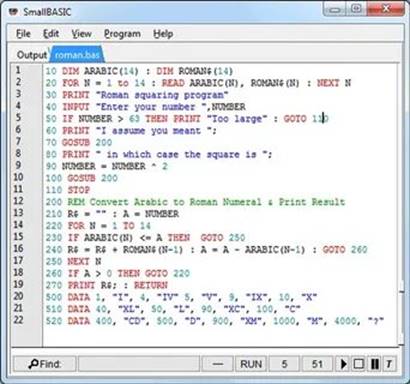 SmallBASIC
File Edit View Program Help
Output roman.bas
1 10 DIM ARABIC(14) : DIM ROMAN$(14)
2 20 FOR N = 1 to 14 : READ ARABIC(N), ROMAN$(N) : NEXT N
3 30 PRINT "Roman squaring program"
4 40 INPUT "Enter your number ",NUMBER
5 50 IF NUMBER > 63 THEN PRINT "Too large" : GOTO 110
6 60 PRINT "I assume you meant ";
7 70 GOSUB 200
8 80 PRINT " in which case the square is ";
9 90 NUMBER = NUMBER ^ 2
10 100 GOSUB 200
11 110 STOP
12 200 REM Convert Arabic to Roman Numeral & Print Result
13 210 R$ = "" : A = NUMBER
14 220 FOR N = 1 TO 14
15 230 IF ARABIC(N) <= A THEN GOTO 250
16 240 R$ = R$ + ROMAN$(N-1) : A = A - ARABIC(N-1) : GOTO 260
17 250 NEXT N
18 260 IF A > 0 THEN GOTO 220
19 270 PRINT R$; : RETURN
20 500 DATA 1, "I", 4, "IV" 5, "V", 9, "IX", 10, "X"
21 510 DATA 40, "XL", 50, "L", 90, "XC", 100, "C"
22 520 DATA 400, "CD", 500, "D", 900, "XM", 1000, "M", 4000, "?"
Find: — RUN 5 51 T